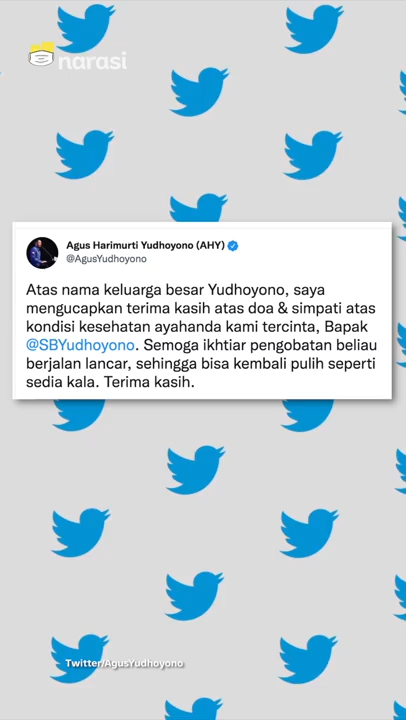 narasi
Agus Harimurti Yudhoyono (AHY)
@AgusYudhoyono
Atas nama keluarga besar Yudhoyono, saya
mengucapkan terima kasih atas doa & simpati atas
kondisi kesehatan ayahanda kami tercinta, Bapak
@SBYudhoyono. Semoga ikhtiar pengobatan beliau
berjalan lancar, sehingga bisa kembali pulih seperti
sedia kala. Terima kasih.
Twitter/AgusYudhoyono